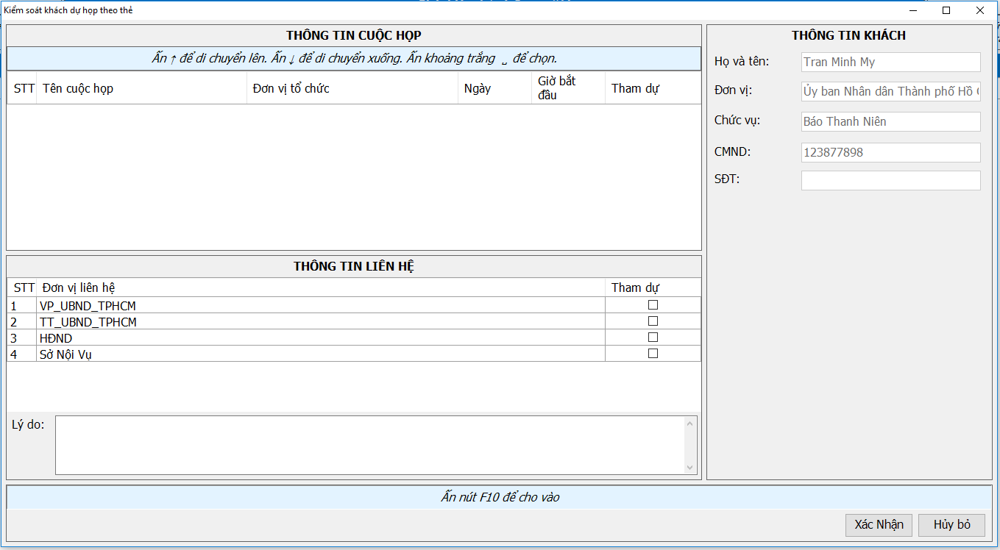 Kiểm soát khách dự họp theo thẻ
THÔNG TIN CUỘC HỌP
Ấn ↑ để di chuyển lên. Ấn ↓ để di chuyển xuống. Ấn khoảng trắng ⎵ để chọn.
STT Tên cuộc họp Đơn vị tổ chức Ngày Giờ bắt đầu Tham dự
THÔNG TIN LIÊN HỆ
STT Đơn vị liên hệ Tham dự
1 VP_UBND_TPHCM
2 TT_UBND_TPHCM
3 HĐND
4 Sở Nội Vụ
Lý do:
THÔNG TIN KHÁCH
Họ và tên: Tran Minh My
Đơn vị: Ủy ban Nhân dân Thành phố Hồ
Chức vụ: Báo Thanh Niên
CMND: 123877898
SĐT:
Ấn nút F10 để cho vào
Xác Nhận Hủy bỏ